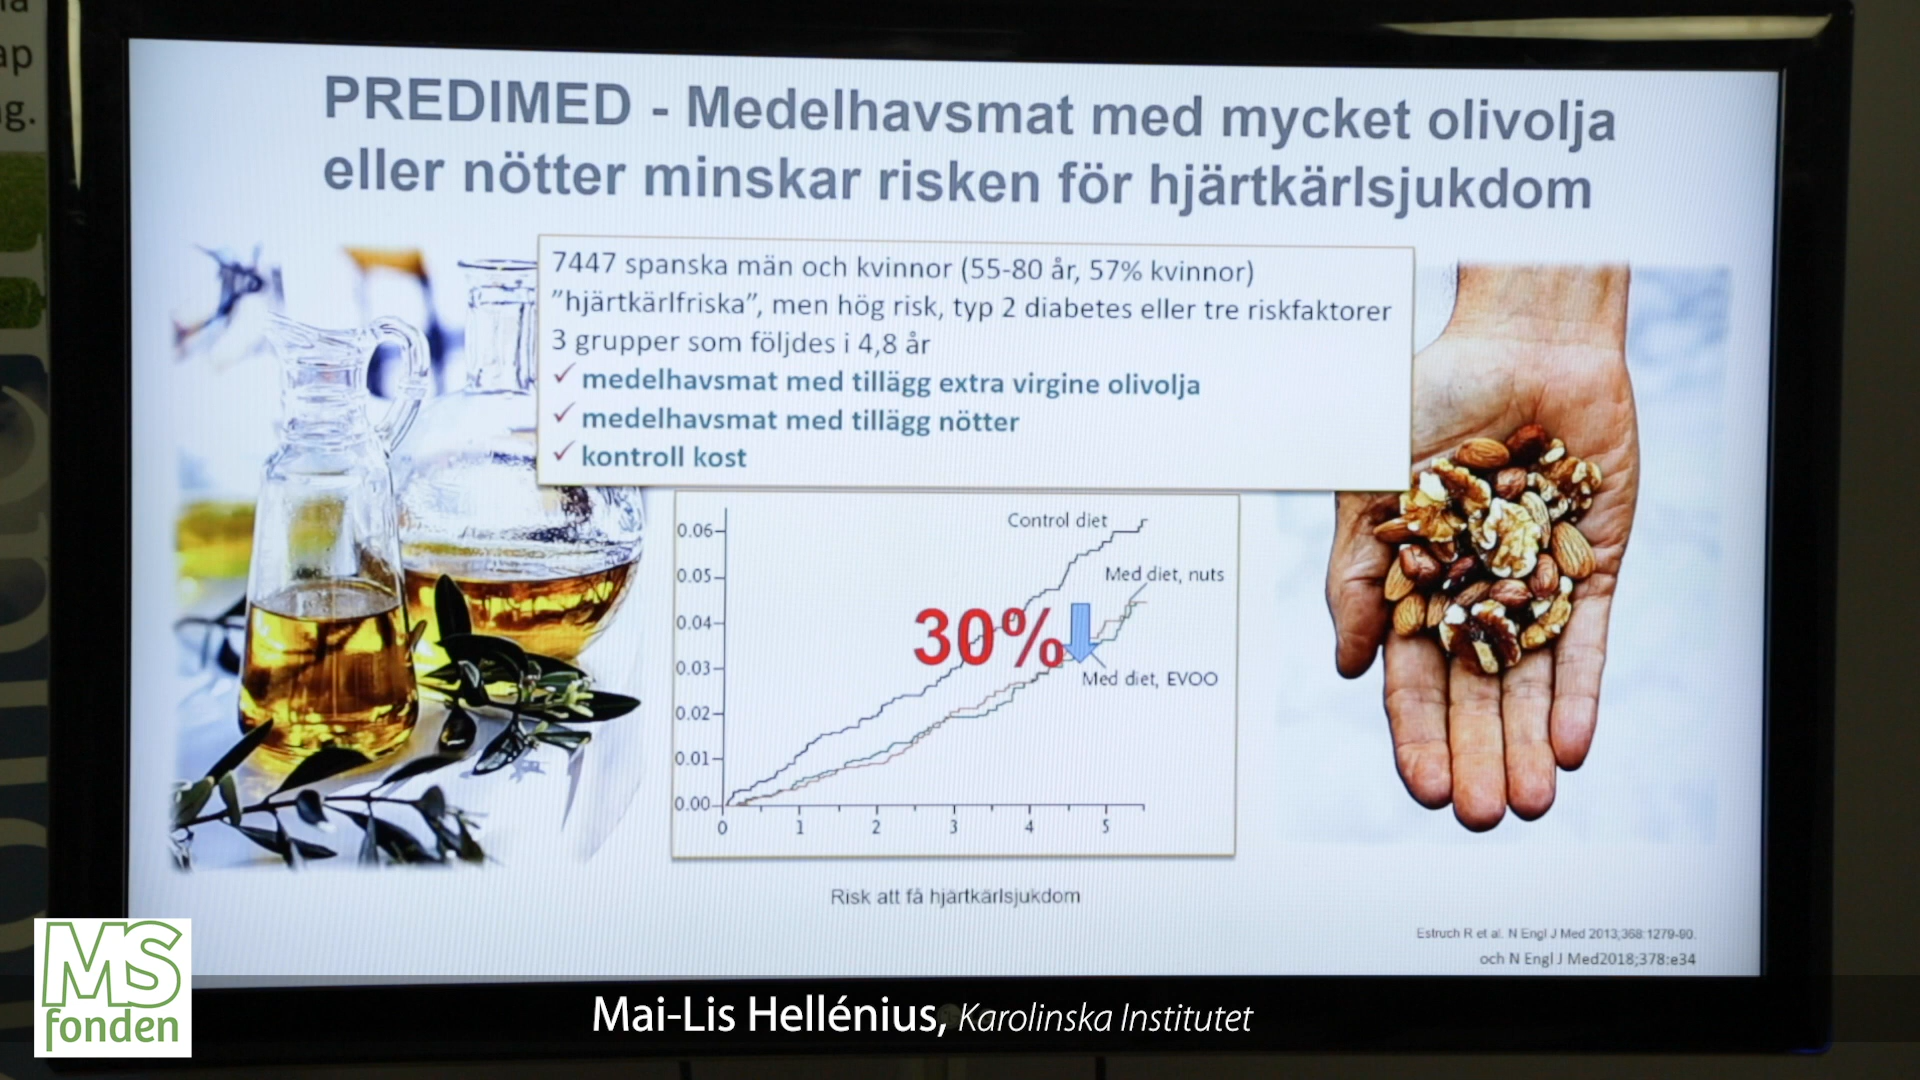 ap
g.
PREDIMED - Medelhavsmat med mycket olivolja
eller nötter minskar risken för hjärtkärlsjukdom
7447 spanska män och kvinnor (55-80 år, 57% kvinnor)
"hjärtkärlfriska", men hög risk, typ 2 diabetes eller tre riskfaktorer
3 grupper som följdes i 4,8 år
✓ medelhavsmat med tillägg extra virgine olivolja
✓ medelhavsmat med tillägg nötter
✓ kontroll kost
0.06
0.05
0.04
0.03
0.02
0.01
0.00
Control diet
Med diet, nuts
30%
Med diet, EVOO
0 1 2 3 4 5
Risk att få hjärtkärlsjukdom
Estruch R et al. N Engl J Med 2013;368:1279-90.
och N Engl J Med2018;378:e34
MS
fonden
Mai-Lis Hellénius, Karolinska Institutet